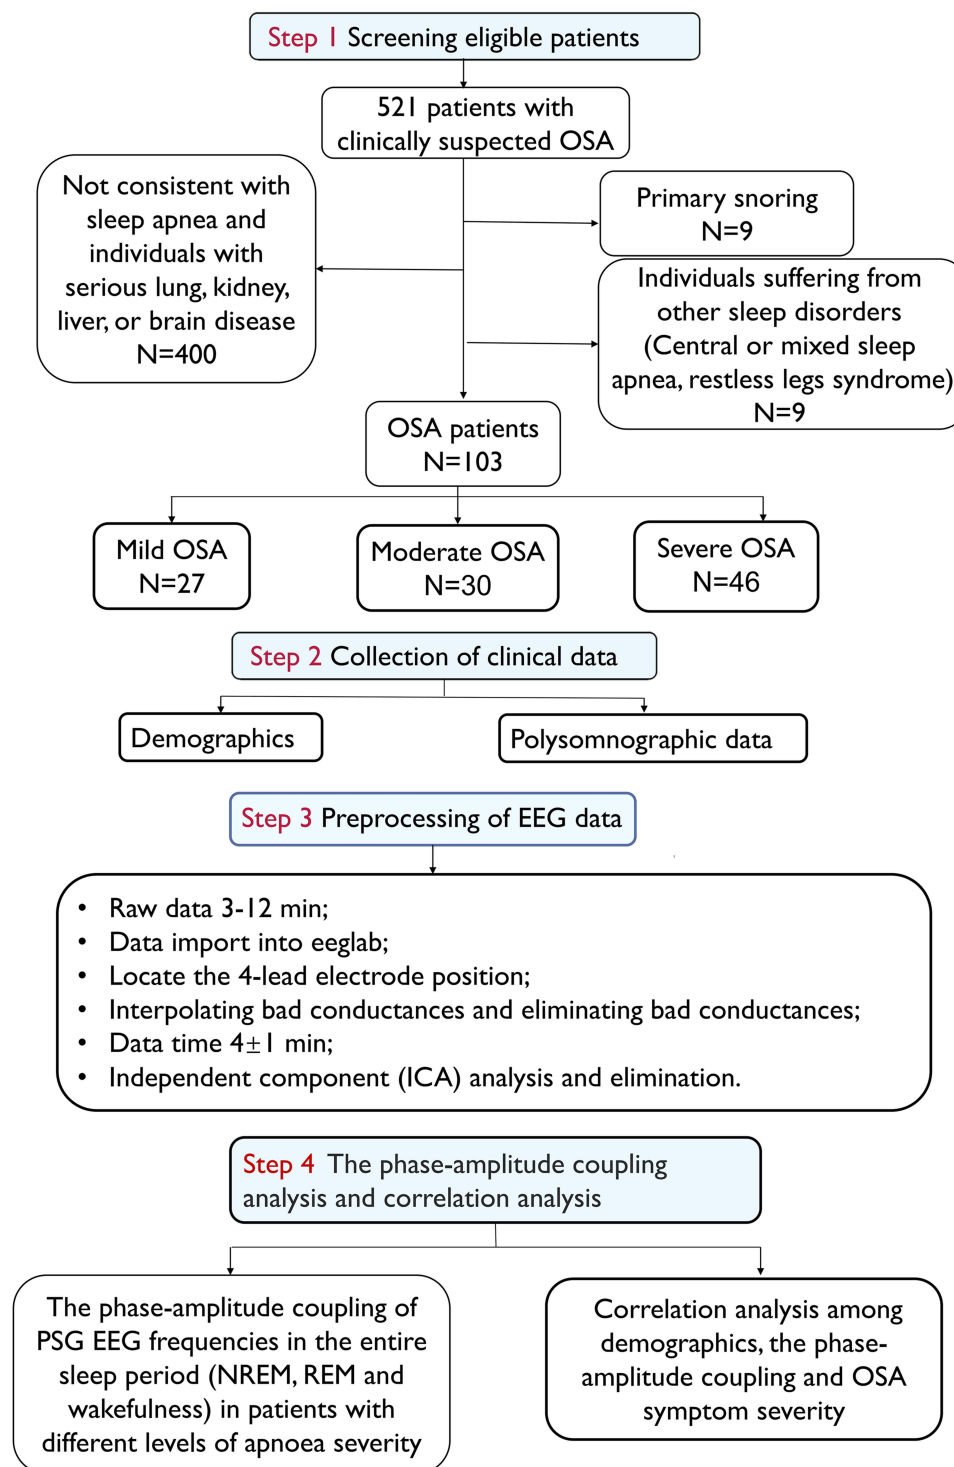 Step 1 Screening eligible patients
521 patients with
clinically suspected OSA
Not consistent with
sleep apnea and
individuals with
serious lung, kidney,
liver, or brain disease
N=400
Primary snoring
N=9
Individuals suffering from
other sleep disorders
(Central or mixed sleep
apnea, restless legs syndrome)
N=9
OSA patients
N=103
Mild OSA
N=27
Moderate OSA
N=30
Severe OSA
N=46
Step 2 Collection of clinical data
Demographics
Polysomnographic data
Step 3 Preprocessing of EEG data
• Raw data 3-12 min;
• Data import into eeglab;
• Locate the 4-lead electrode position;
• Interpolating bad conductances and eliminating bad conductances;
• Data time 4±1 min;
• Independent component (ICA) analysis and elimination.
Step 4 The phase-amplitude coupling
analysis and correlation analysis
The phase-amplitude coupling of
PSG EEG frequencies in the entire
sleep period (NREM, REM and
wakefulness) in patients with
different levels of apnoea severity
Correlation analysis among
demographics, the phase-
amplitude coupling and OSA
symptom severity